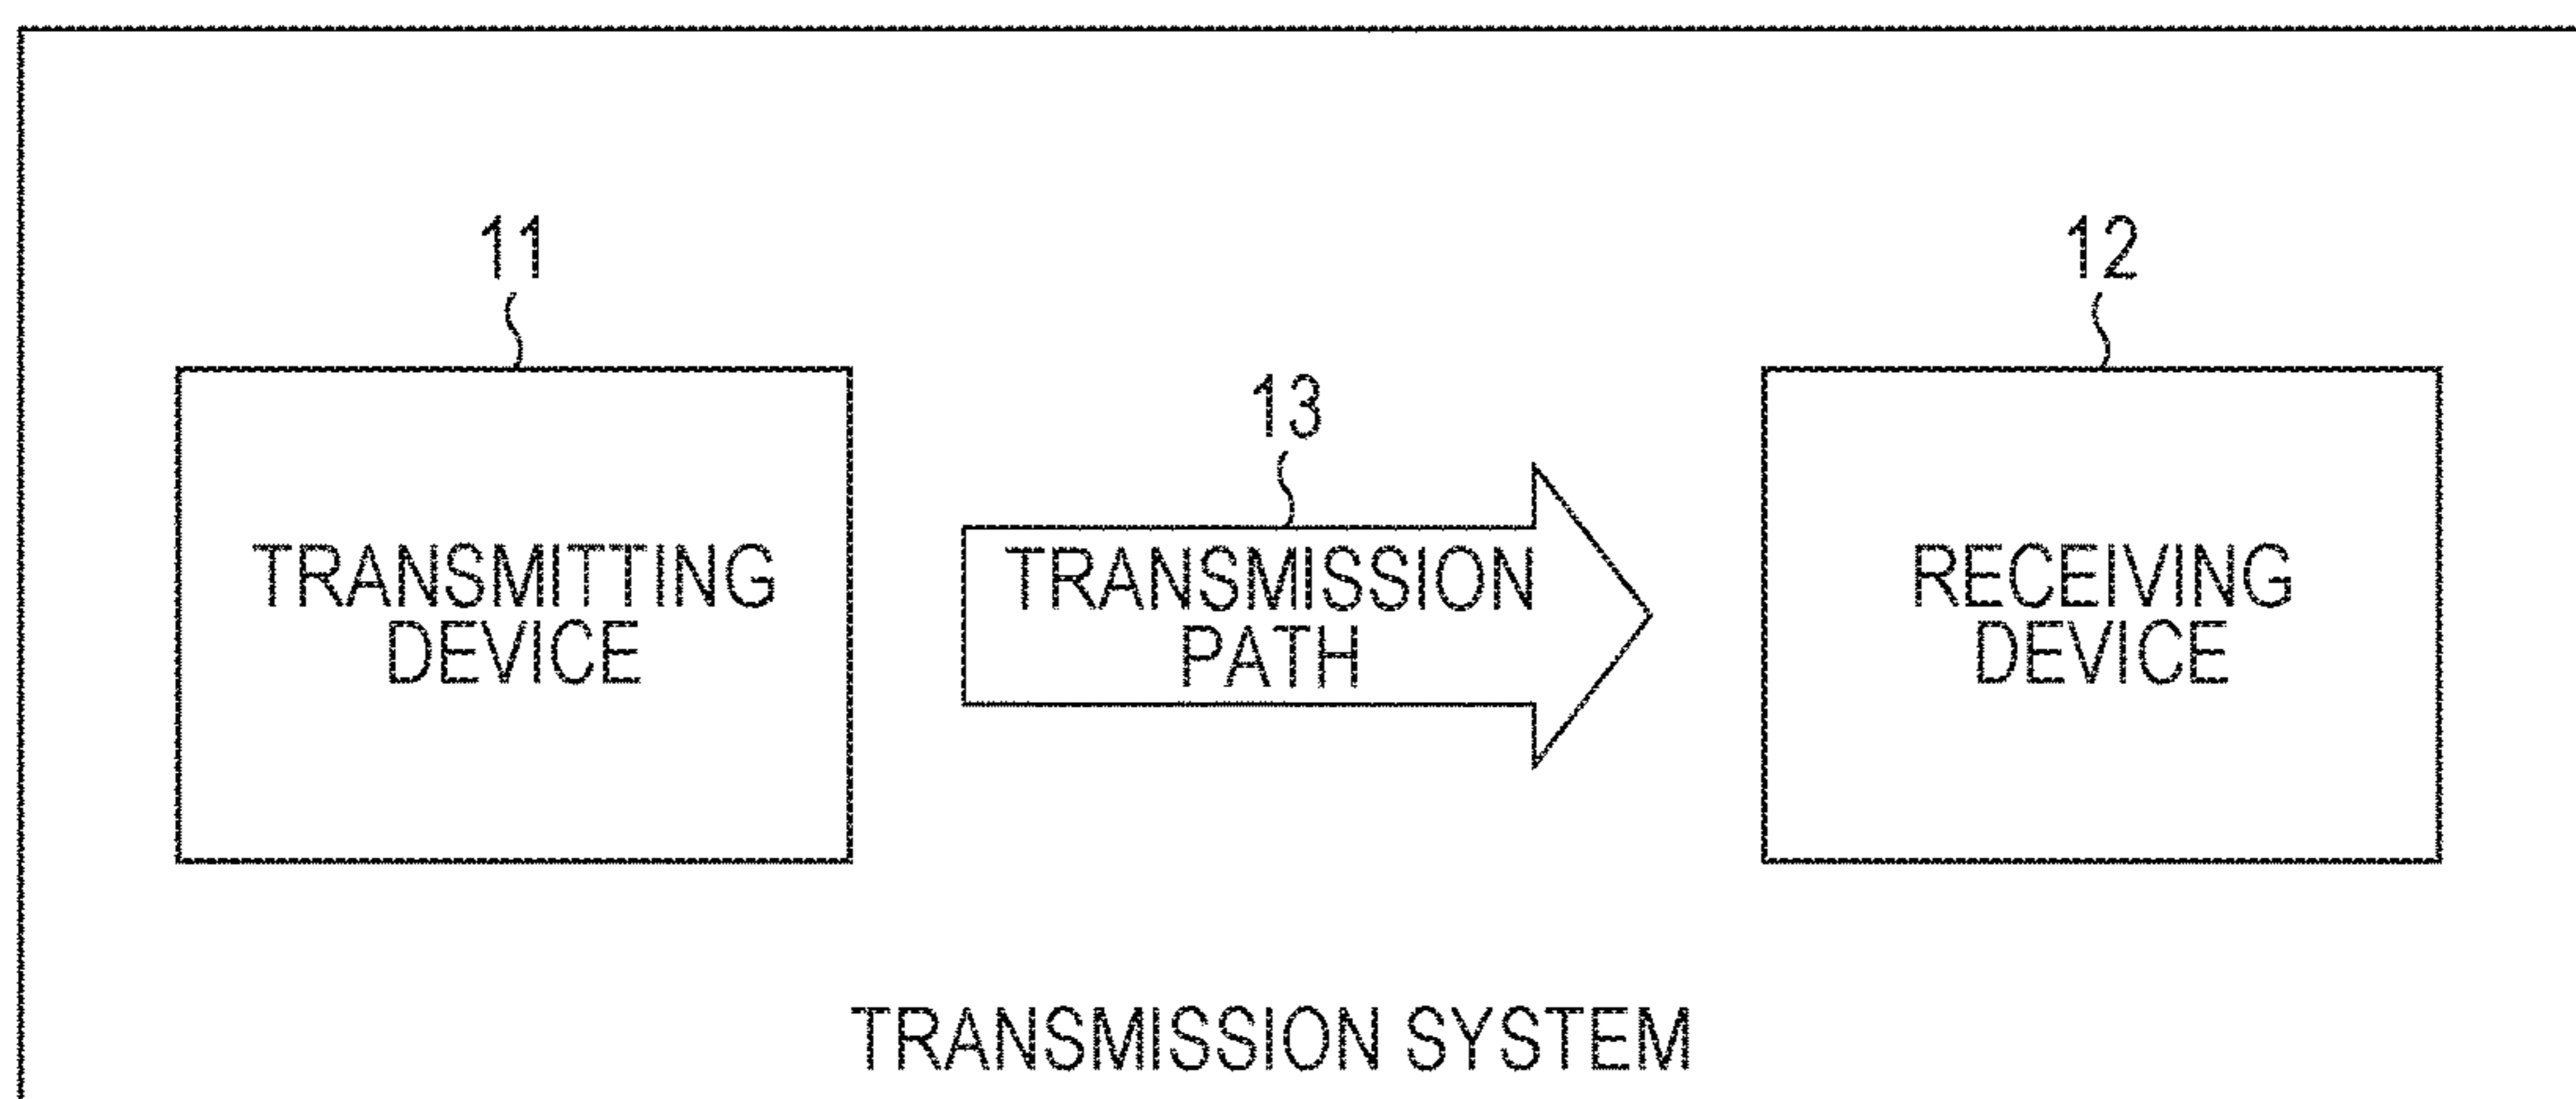 11
12
13
TRANSMITTING
DEVICE
TRANSMISSION
PATH
RECEIVING
DEVICE
TRANSMISSION SYSTEM